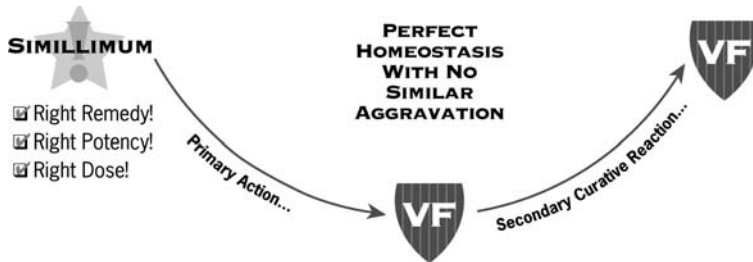 SIMILLIMUM
Right Remedy!
Right Potency!
Right Dose!
Primary Action...
PERFECT
HOMEOSTASIS
WITH NO
SIMILAR
AGGRAVATION
VF
Secondary Curative Reaction...
VF